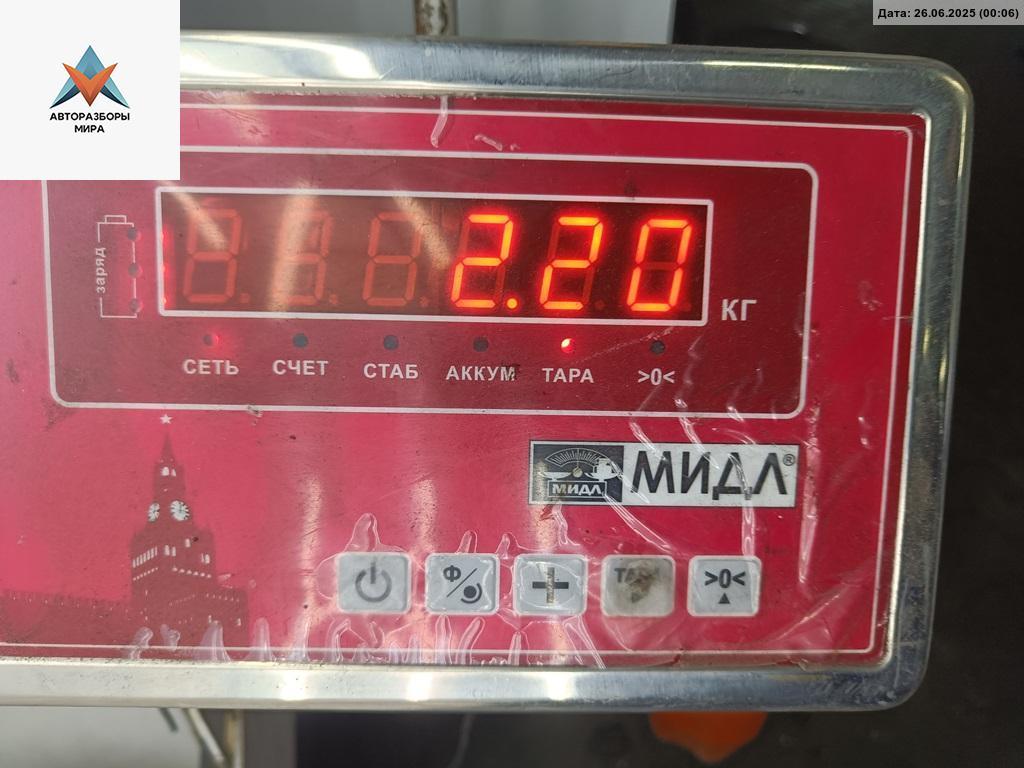 Дата: 26.06.2025 (00:06)
АВТОРАЗБОРЫ
МИРА
заряд
2.20
КГ
СЕТЬ СЧЕТ СТАБ АККУМ ТАРА >0<
МИДЛ МИДЛ®
Ф >0<